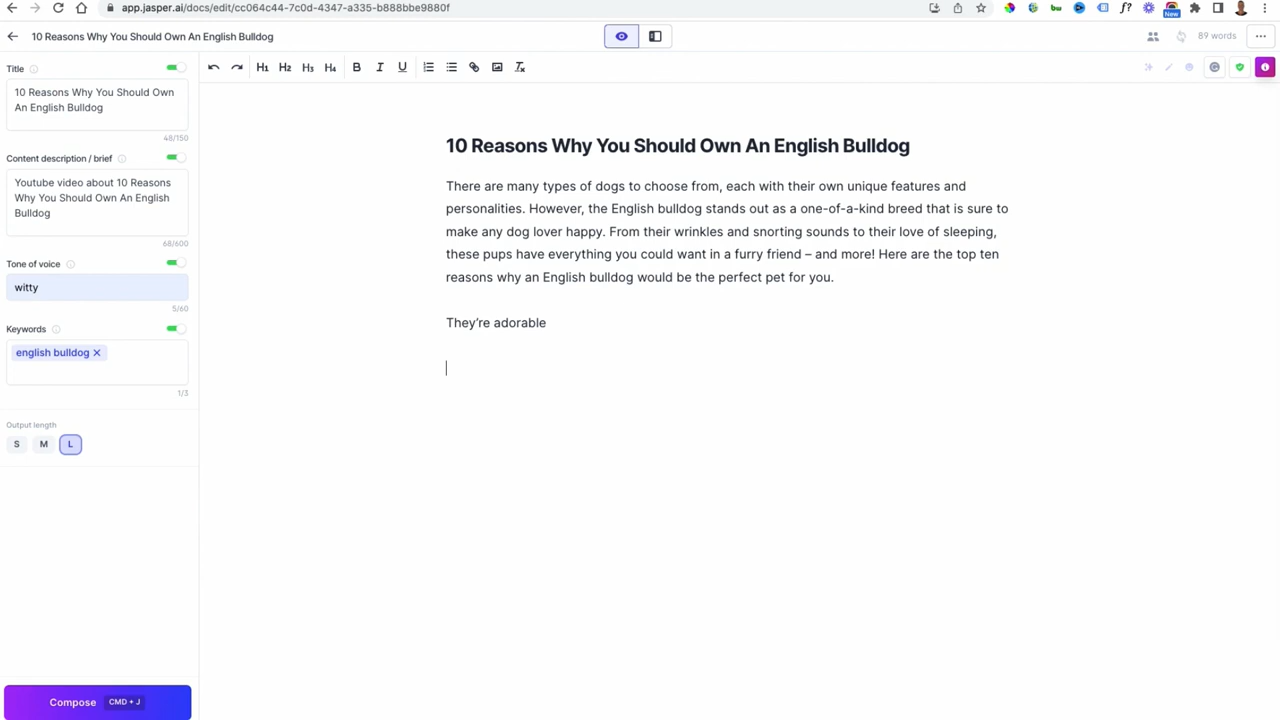 app.jasper.ai/docs/edit/cc064c44-7c0d-4347-a335-b888bbe9880f
New
10 Reasons Why You Should Own An English Bulldog
89 words
Title
10 Reasons Why You Should Own
An English Bulldog
48/150
Content description / brief
Youtube video about 10 Reasons
Why You Should Own An English
Bulldog
68/600
Tone of voice
witty
5/60
Keywords
english bulldog
1/3
Output length
S M L
Compose CMD + J
H1 H2 H3 H4 B I U
10 Reasons Why You Should Own An English Bulldog
There are many types of dogs to choose from, each with their own unique features and
personalities. However, the English bulldog stands out as a one-of-a-kind breed that is sure to
make any dog lover happy. From their wrinkles and snorting sounds to their love of sleeping,
these pups have everything you could want in a furry friend – and more! Here are the top ten
reasons why an English bulldog would be the perfect pet for you.
They’re adorable